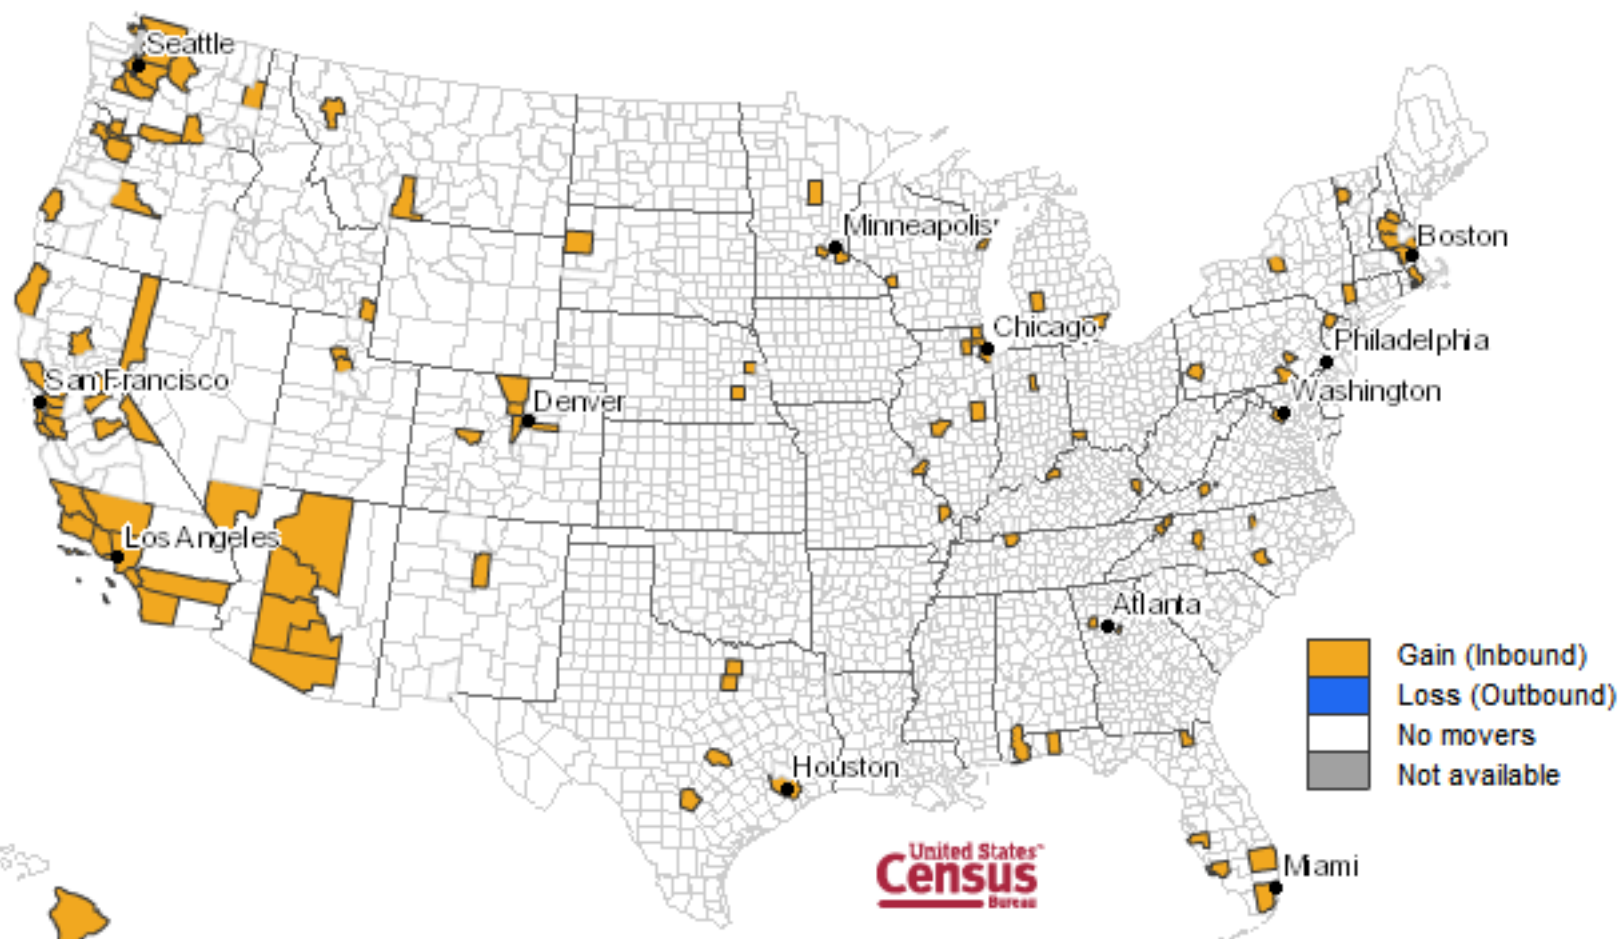 Seattle
Minneapolis
Boston
Chicago
Philadelphia
San Francisco
Denver
Washington
Los Angeles
Atlanta
Gain (Inbound)
Loss (Outbound)
No movers
Not available
Houston
United States™
Census
Bureau
Miami